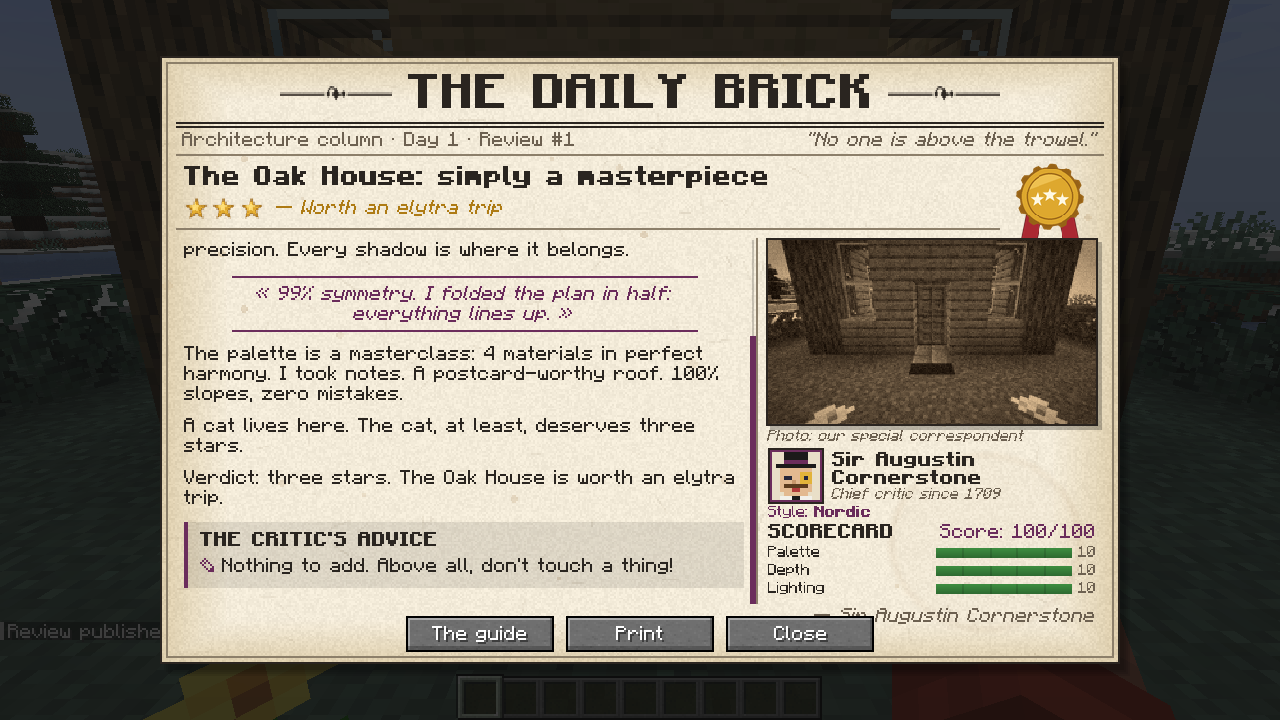 THE DAILY BRICK
Architecture column · Day 1 · Review #1
"No one is above the trowel."
The Oak House: simply a masterpiece
— Worth an elytra trip
precision. Every shadow is where it belongs.
« 99% symmetry. I folded the plan in half:
everything lines up. »
The palette is a masterclass: 4 materials in perfect
harmony. I took notes. A postcard-worthy roof. 100%
slopes, zero mistakes.
A cat lives here. The cat, at least, deserves three
stars.
Verdict: three stars. The Oak House is worth an elytra
trip.
THE CRITIC'S ADVICE
Nothing to add. Above all, don't touch a thing!
Photo: our special correspondent
Sir Augustin
Cornerstone
Chief critic since 1709
Style: Nordic
SCORECARD Score: 100/100
Palette 10
Depth 10
Lighting 10
— Sir Augustin Cornerstone
Review publishe
The guide
Print
Close